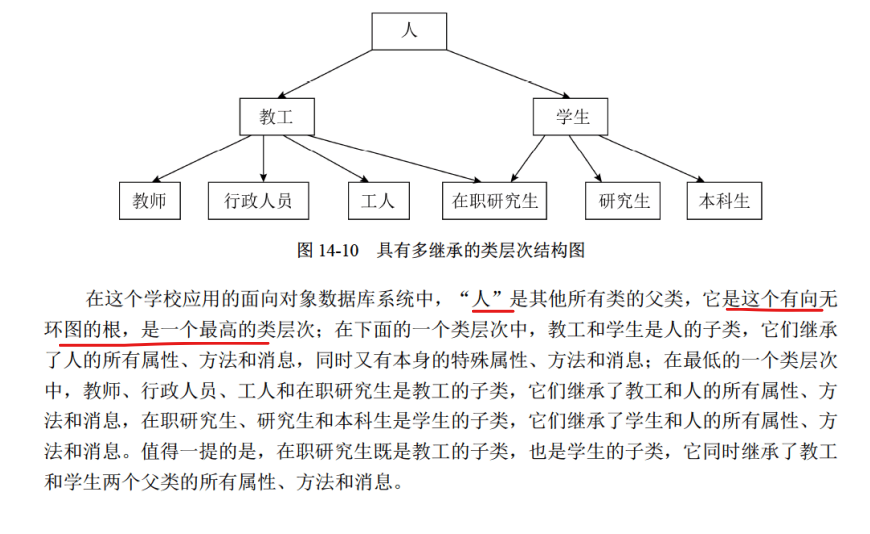 人
教工 学生
教师 行政人员 工人 在职研究生 研究生 本科生
图 14-10 具有多继承的类层次结构图
在这个学校应用的面向对象数据库系统中，“人”是其他所有类的父类，它是这个有向无
环图的根，是一个最高的类层次；在下面的一个类层次中，教工和学生是人的子类，它们继承
了人的所有属性、方法和消息，同时又有本身的特殊属性、方法和消息；在最低的一个类层次
中，教师、行政人员、工人和在职研究生是教工的子类，它们继承了教工和人的所有属性、方
法和消息，在职研究生、研究生和本科生是学生的子类，它们继承了学生和人的所有属性、方
法和消息。值得一提的是，在职研究生既是教工的子类，也是学生的子类，它同时继承了教工
和学生两个父类的所有属性、方法和消息。